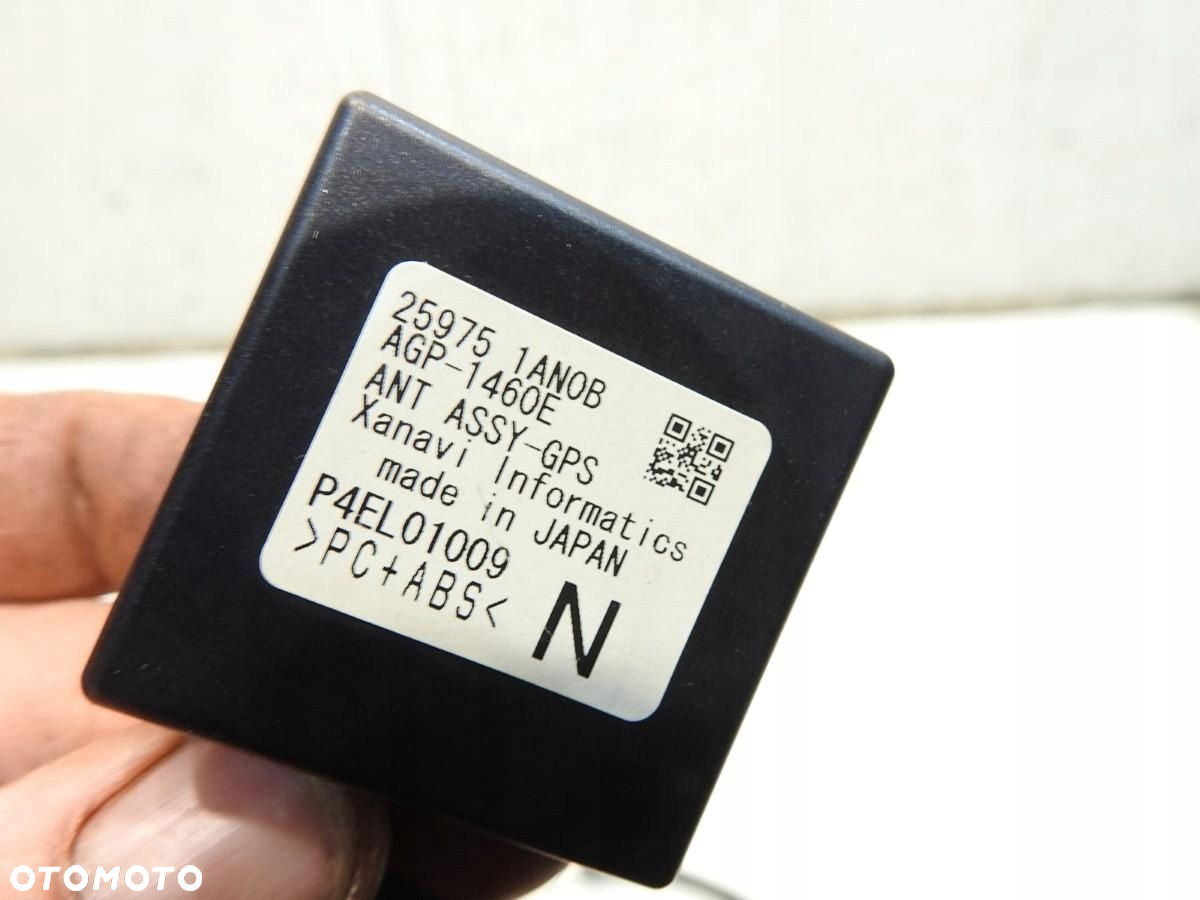 25975 1AN0B
AGP-1460E
ANT ASSY-GPS
Xanavi Informatics
made in JAPAN
P4EL01009
>PC+ABS<
N
OTOMOTO